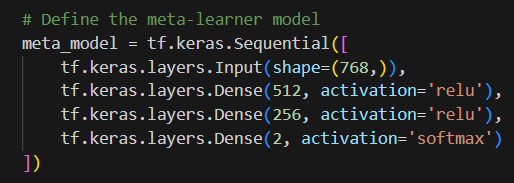 # Define the meta-learner model
meta_model = tf.keras.Sequential([
    tf.keras.layers.Input(shape=(768,)),
    tf.keras.layers.Dense(512, activation='relu'),
    tf.keras.layers.Dense(256, activation='relu'),
    tf.keras.layers.Dense(2, activation='softmax')
])